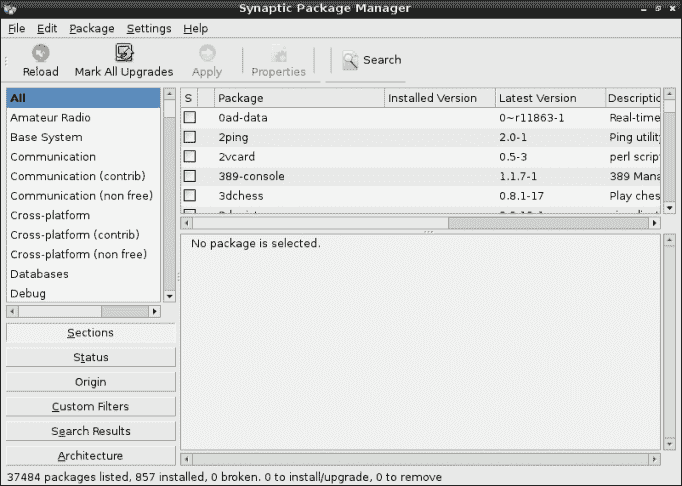 Synaptic Package Manager
File Edit Package Settings Help
Reload Mark All Upgrades Apply Properties Search
All
Amateur Radio
Base System
Communication
Communication (contrib)
Communication (non free)
Cross-platform
Cross-platform (contrib)
Cross-platform (non free)
Databases
Debug
S Package Installed Version Latest Version Descriptic
0ad-data 0~r11863-1 Real-time
2ping 2.0-1 Ping utility
2vcard 0.5-3 perl scrip
389-console 1.1.7-1 389 Mana
3dchess 0.8.1-17 Play ches
No package is selected.
Sections
Status
Origin
Custom Filters
Search Results
Architecture
37484 packages listed, 857 installed, 0 broken. 0 to install/upgrade, 0 to remove